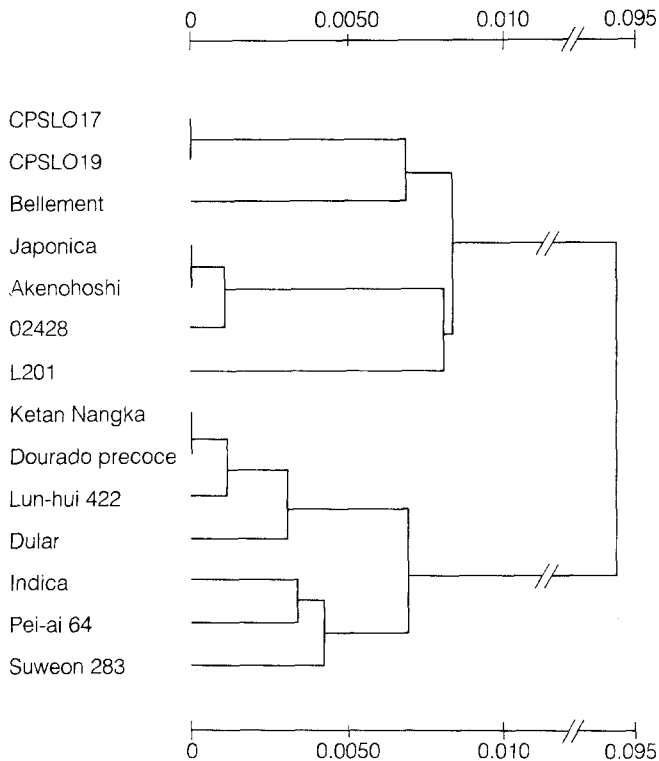 0 0.0050 0.010 0.095
CPSLO17
CPSLO19
Bellement
Japonica
Akenohoshi
02428
L201
Ketan Nangka
Dourado precoce
Lun-hui 422
Dular
Indica
Pei-ai 64
Suweon 283
0 0.0050 0.010 0.095